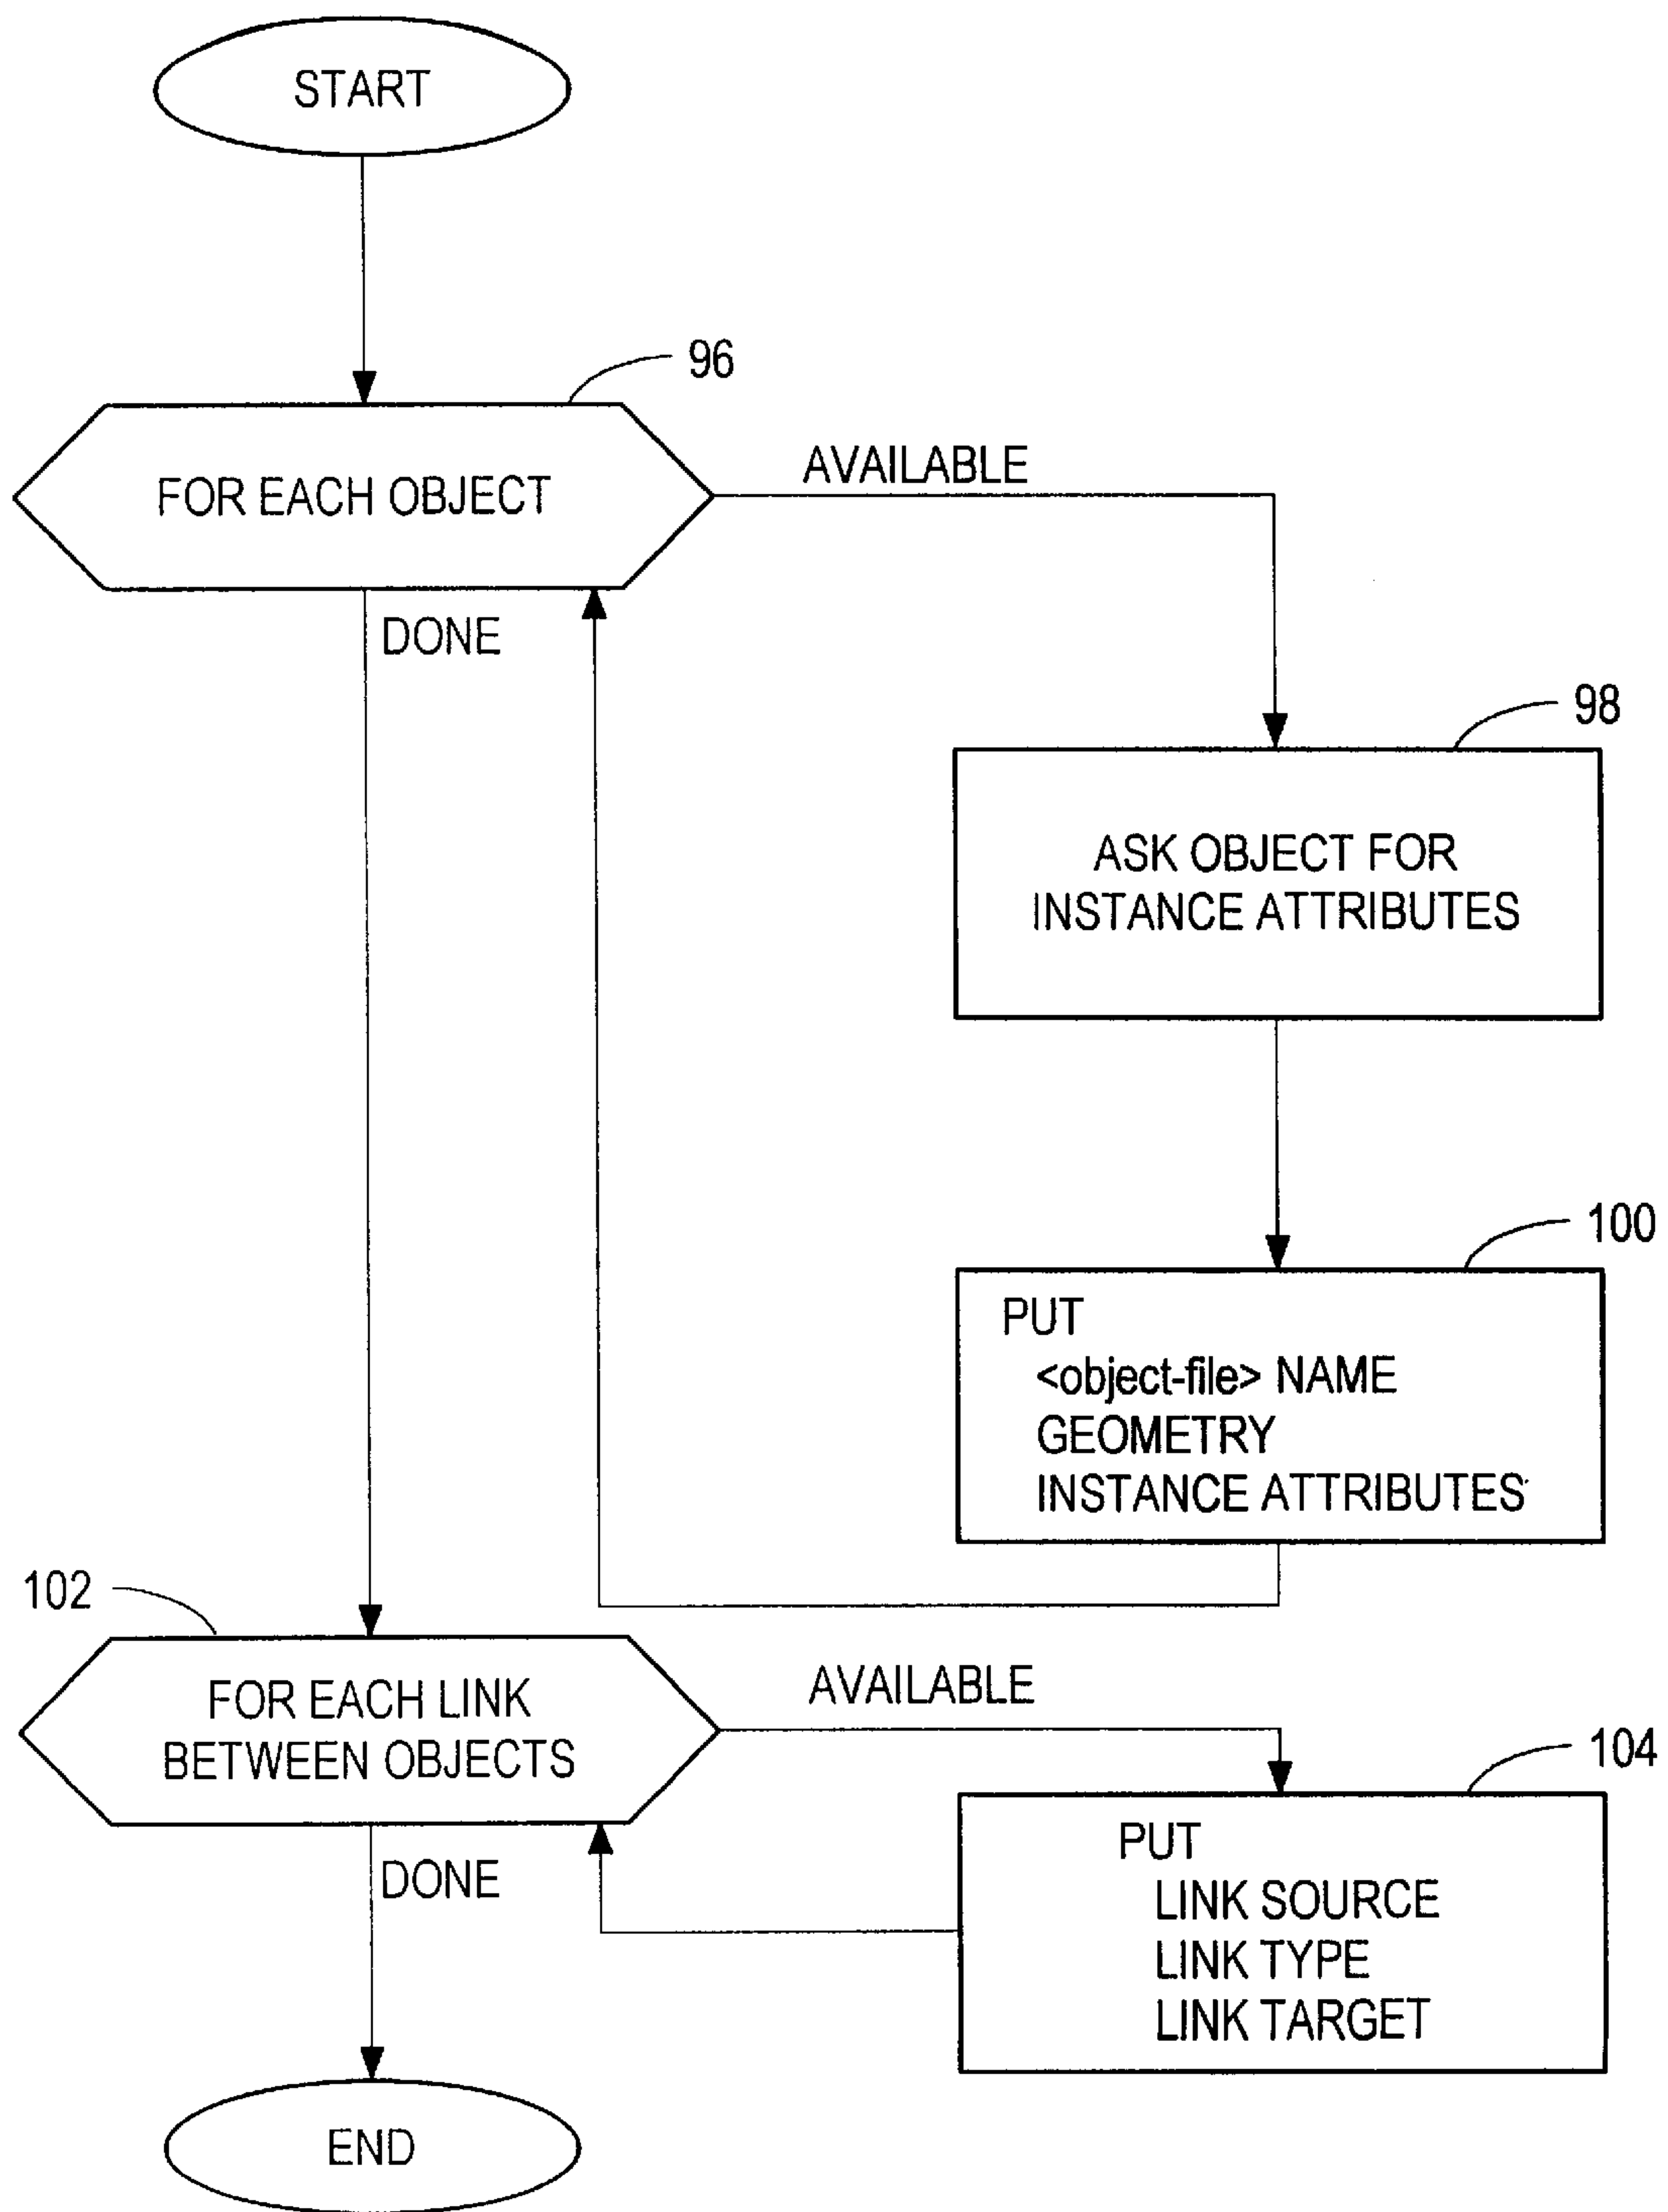 START
96
FOR EACH OBJECT
AVAILABLE
DONE
98
ASK OBJECT FOR
INSTANCE ATTRIBUTES
100
PUT
<object-file> NAME
GEOMETRY
INSTANCE ATTRIBUTES
102
FOR EACH LINK
BETWEEN OBJECTS
AVAILABLE
DONE
104
PUT
LINK SOURCE
LINK TYPE
LINK TARGET
END